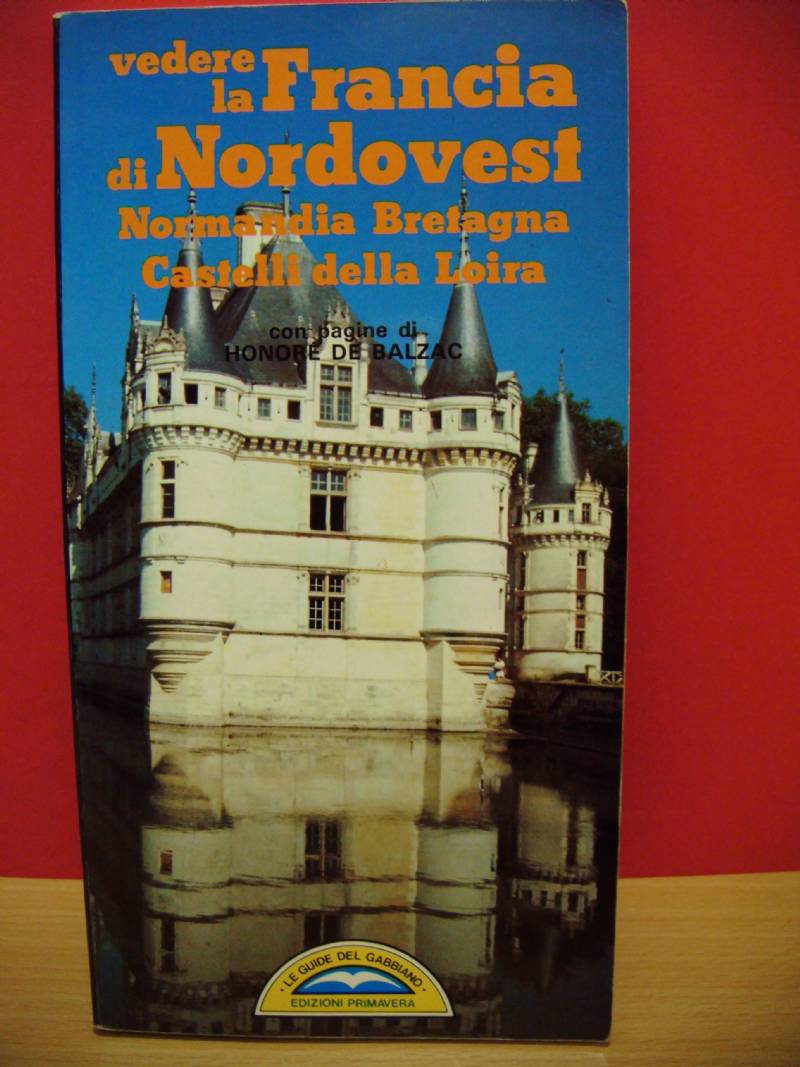 vedere
la Francia
di Nordovest
Normandia Bretagna
Castelli della Loira
con pagine di
HONORÉ DE BALZAC
· LE GUIDE DEL GABBIANO ·
EDIZIONI PRIMAVERA